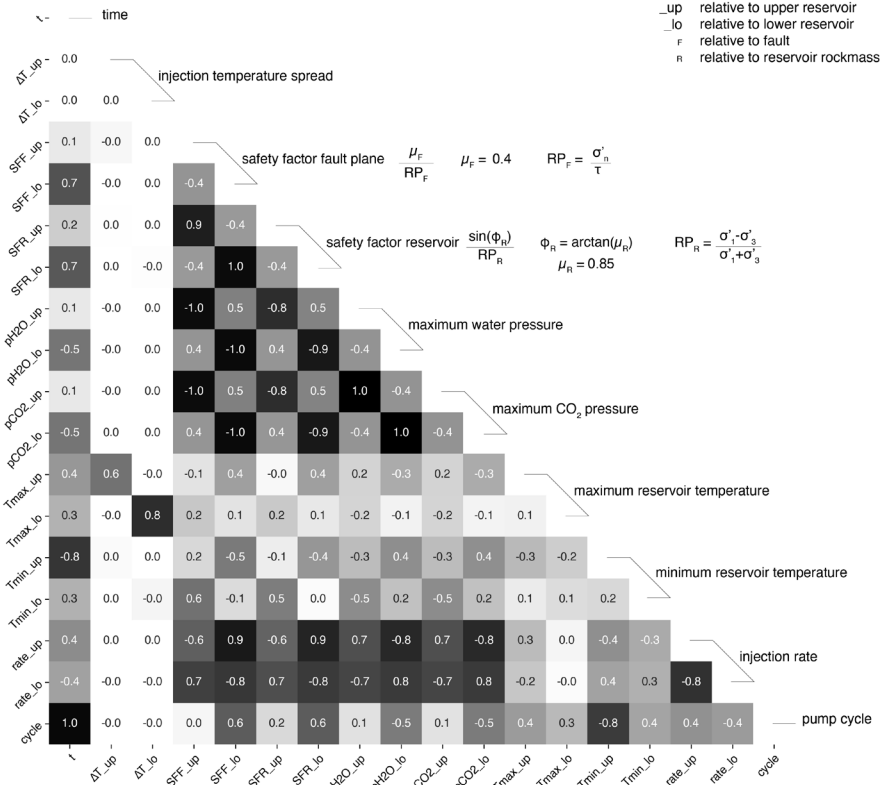 _up relative to upper reservoir
_lo relative to lower reservoir
F relative to fault
R relative to reservoir rockmass
t time
ΔT_up 0.0
injection temperature spread
ΔT_lo 0.0 0.0
SFF_up 0.1 -0.0 0.0
safety factor fault plane μF / RPF μF = 0.4 RPF = σ'n / τ
SFF_lo 0.7 -0.0 0.0 -0.4
SFR_up 0.2 0.0 0.0 0.9 -0.4
safety factor reservoir sin(ϕR) / RPR ϕR = arctan(μR) RPR = σ'1-σ'3 / σ'1+σ'3
μR = 0.85
SFR_lo 0.7 0.0 -0.0 -0.4 1.0 -0.4
pH2O_up 0.1 -0.0 0.0 -1.0 0.5 -0.8 0.5
maximum water pressure
pH2O_lo -0.5 -0.0 0.0 0.4 -1.0 0.4 -0.9 -0.4
pCO2_up 0.1 -0.0 0.0 -1.0 0.5 -0.8 0.5 1.0 -0.4
maximum CO2 pressure
pCO2_lo -0.5 0.0 0.0 0.4 -1.0 0.4 -0.9 -0.4 1.0 -0.4
Tmax_up 0.4 0.6 -0.0 -0.1 0.4 -0.0 0.4 0.2 -0.3 0.2 -0.3
maximum reservoir temperature
Tmax_lo 0.3 -0.0 0.8 0.2 0.1 0.2 0.1 -0.2 -0.1 -0.2 -0.1 0.1
Tmin_up -0.8 0.0 0.0 0.2 -0.5 -0.1 -0.4 -0.3 0.4 -0.3 0.4 -0.3 -0.2
minimum reservoir temperature
Tmin_lo 0.3 0.0 -0.0 0.6 -0.1 0.5 0.0 -0.5 0.2 -0.5 0.2 0.1 0.1 0.2
rate_up 0.4 0.0 0.0 -0.6 0.9 -0.6 0.9 0.7 -0.8 0.7 -0.8 0.3 0.0 -0.4 -0.3
injection rate
rate_lo -0.4 -0.0 -0.0 0.7 -0.8 0.7 -0.8 -0.7 0.8 -0.7 0.8 -0.2 -0.0 0.4 0.3 -0.8
cycle 1.0 -0.0 -0.0 0.0 0.6 0.2 0.6 0.1 -0.5 0.1 -0.5 0.4 0.3 -0.8 0.4 0.4 -0.4 pump cycle
t ΔT_up ΔT_lo SFF_up SFF_lo SFR_up SFR_lo H2O_up pH2O_lo CO2_up pCO2_lo Tmax_up Tmax_lo Tmin_up Tmin_lo rate_up rate_lo cycle